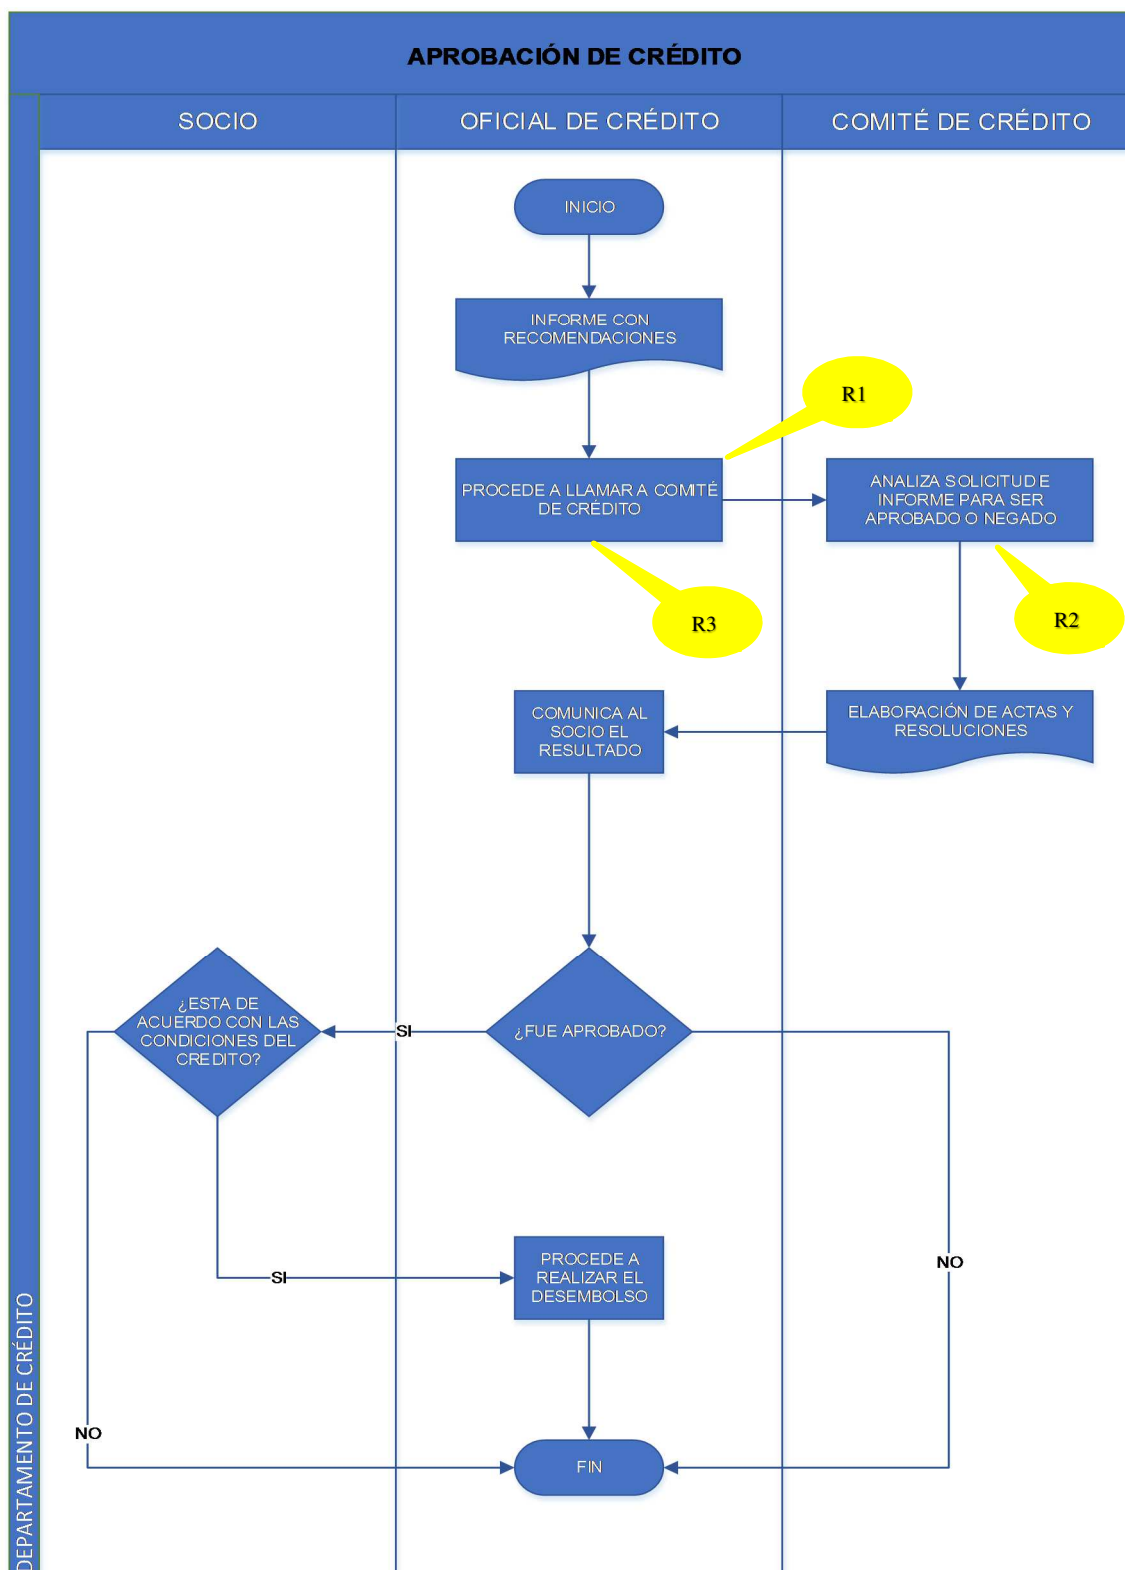 APROBACIÓN DE CRÉDITO
SOCIO
OFICIAL DE CRÉDITO
COMITÉ DE CRÉDITO
INICIO
INFORME CON
RECOMENDACIONES
R1
PROCEDE A LLAMAR A COMITÉ
DE CRÉDITO
ANALIZA SOLICITUD E
INFORME PARA SER
APROBADO O NEGADO
R3
R2
COMUNICA AL
SOCIO EL
RESULTADO
ELABORACIÓN DE ACTAS Y
RESOLUCIONES
¿ESTA DE
ACUERDO CON LAS
CONDICIONES DEL
CREDITO?
SI
¿FUE APROBADO?
NO
SI
PROCEDE A
REALIZAR EL
DESEMBOLSO
NO
FIN
DEPARTAMENTO DE CRÉDITO